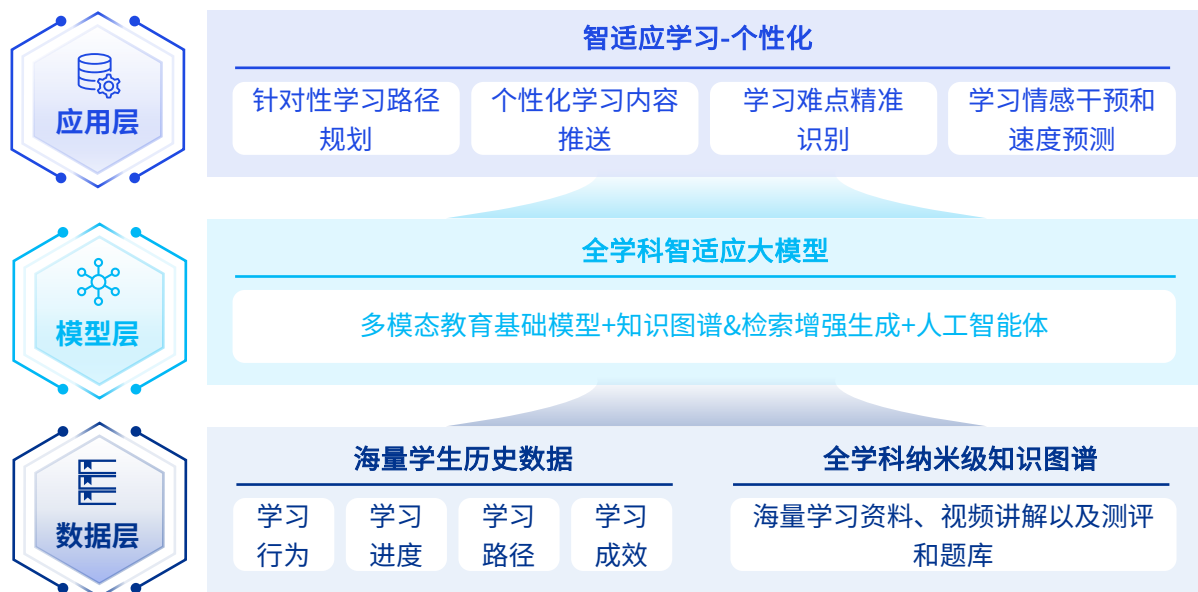 应用层
智适应学习-个性化
针对性学习路径
规划
个性化学习内容
推送
学习难点精准
识别
学习情感干预和
速度预测
模型层
全学科智适应大模型
多模态教育基础模型+知识图谱&检索增强生成+人工智能体
数据层
海量学生历史数据
学习
行为
学习
进度
学习
路径
学习
成效
全学科纳米级知识图谱
海量学习资料、视频讲解以及测评
和题库